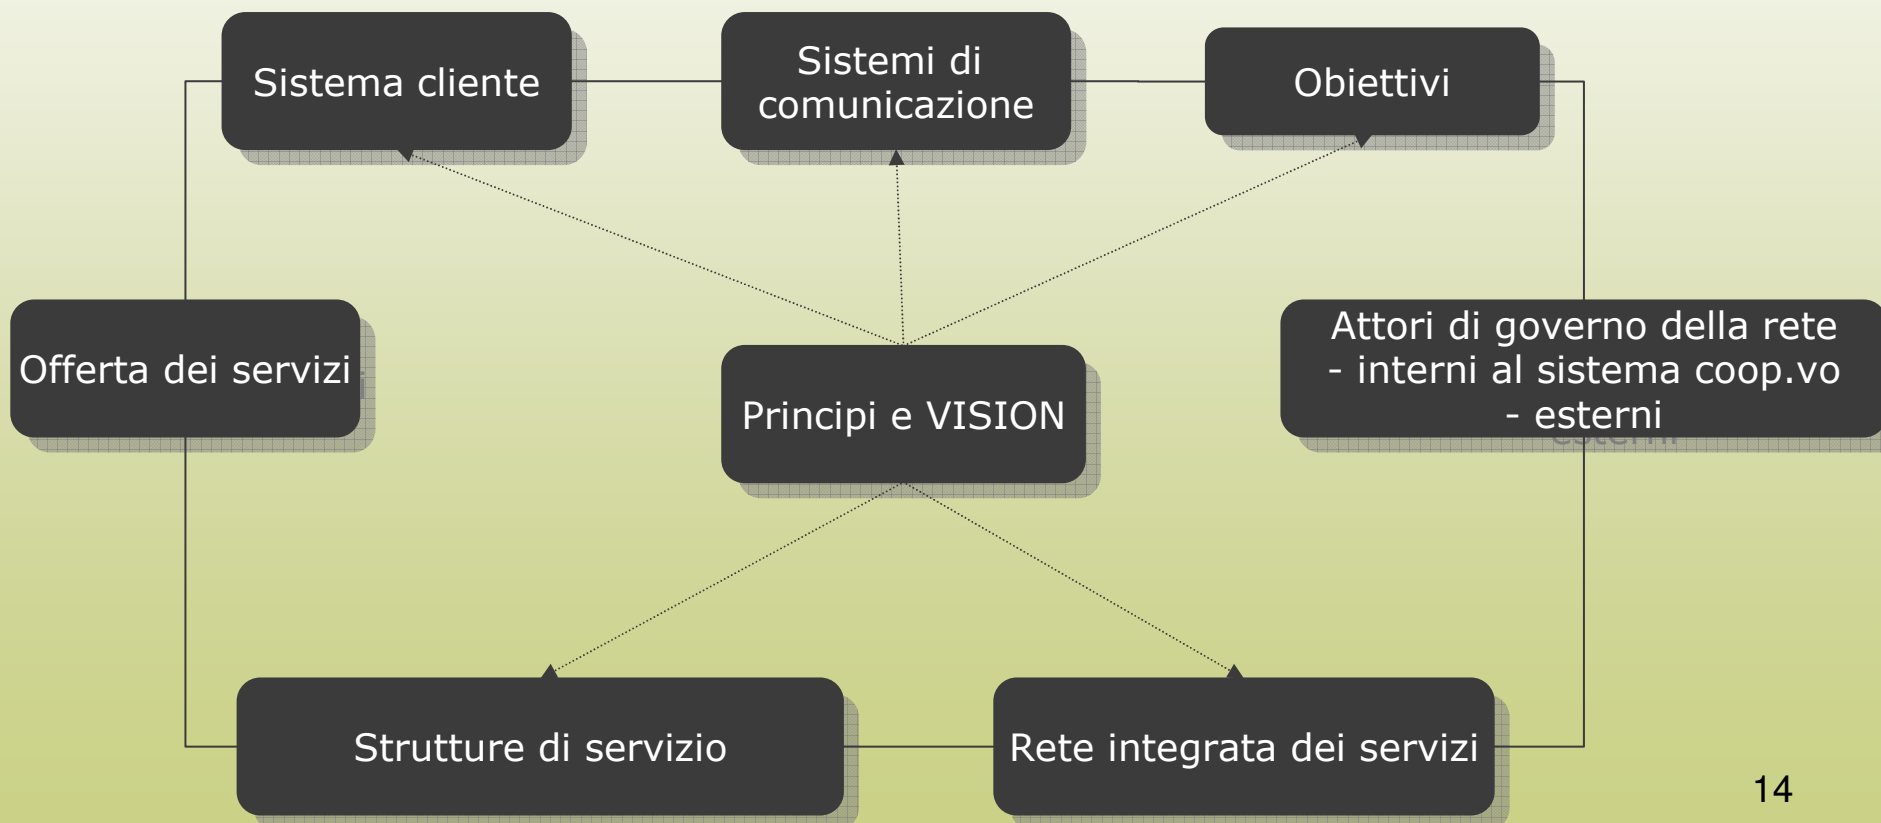 Sistema cliente
Sistemi di
comunicazione
Obiettivi
Offerta dei servizi
Principi e VISION
Attori di governo della rete
- interni al sistema coop.vo
- esterni
Strutture di servizio
Rete integrata dei servizi
14